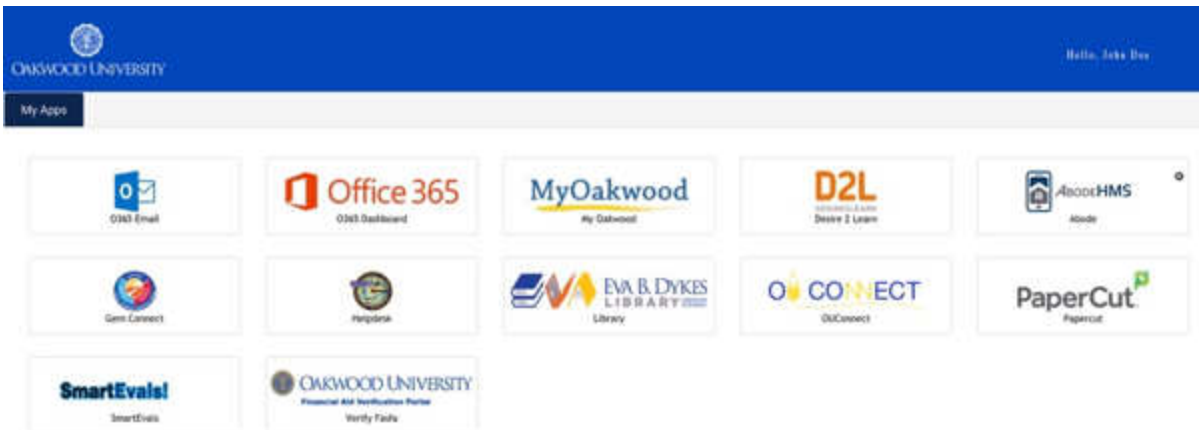 OAKWOOD UNIVERSITY
Hello, John Doe
My Apps
O365 Email
Office 365
O365 Dashboard
MyOakwood
My Oakwood
D2L
Desire 2 Learn
ABODEHMS
Abode
Gem Connect
Helpdesk
EVA B. DYKES
LIBRARY
Library
OU CONNECT
OUConnect
PaperCut
Papercut
SmartEvals!
SmartEvals
OAKWOOD UNIVERSITY
Financial Aid Verification Portal
Verify Fasfa